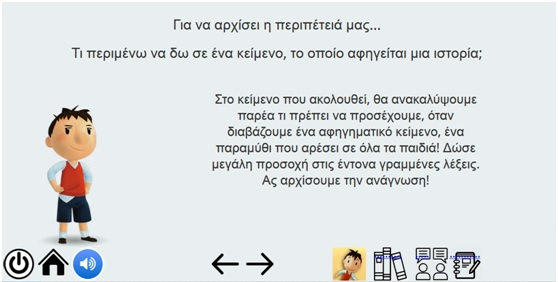 Για να αρχίσει η περιπέτειά μας...
Τι περιμένω να δω σε ένα κείμενο, το οποίο αφηγείται μια ιστορία;
Στο κείμενο που ακολουθεί, θα ανακαλύψουμε
παρέα τι πρέπει να προσέχουμε, όταν
διαβάζουμε ένα αφηγηματικό κείμενο, ένα
παραμύθι που αρέσει σε όλα τα παιδιά! Δώσε
μεγάλη προσοχή στις έντονα γραμμένες λέξεις.
Ας αρχίσουμε την ανάγνωση!